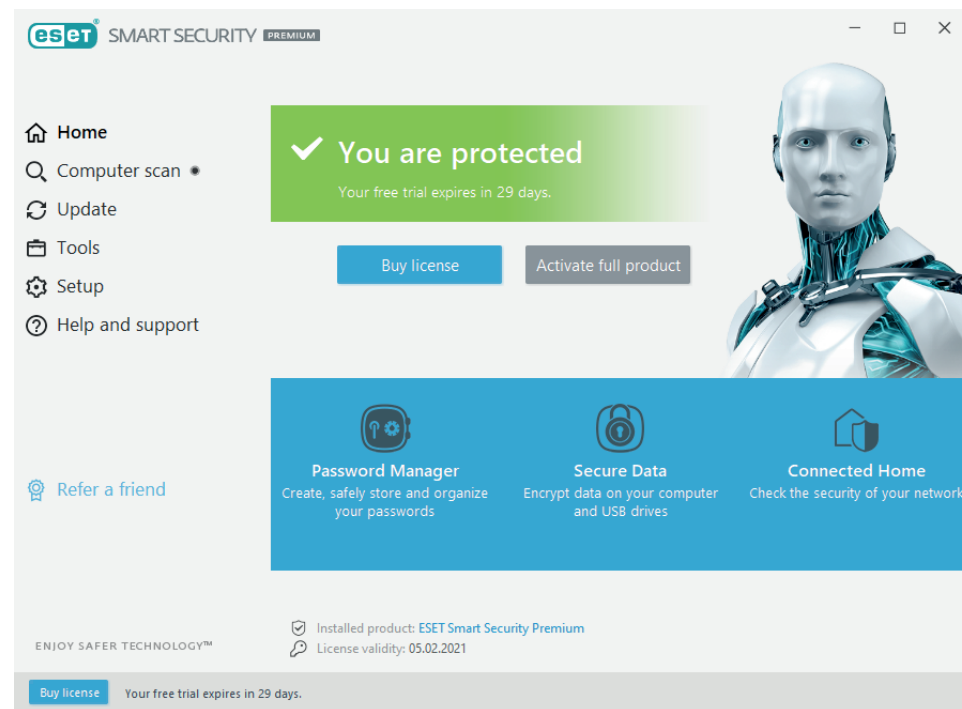 eset® SMART SECURITY PREMIUM
Home
Computer scan
Update
Tools
Setup
Help and support
Refer a friend
ENJOY SAFER TECHNOLOGY™
You are protected
Your free trial expires in 29 days.
Buy license
Activate full product
Password Manager
Create, safely store and organize
your passwords
Secure Data
Encrypt data on your computer
and USB drives
Connected Home
Check the security of your network
Installed product: ESET Smart Security Premium
License validity: 05.02.2021
Buy license Your free trial expires in 29 days.